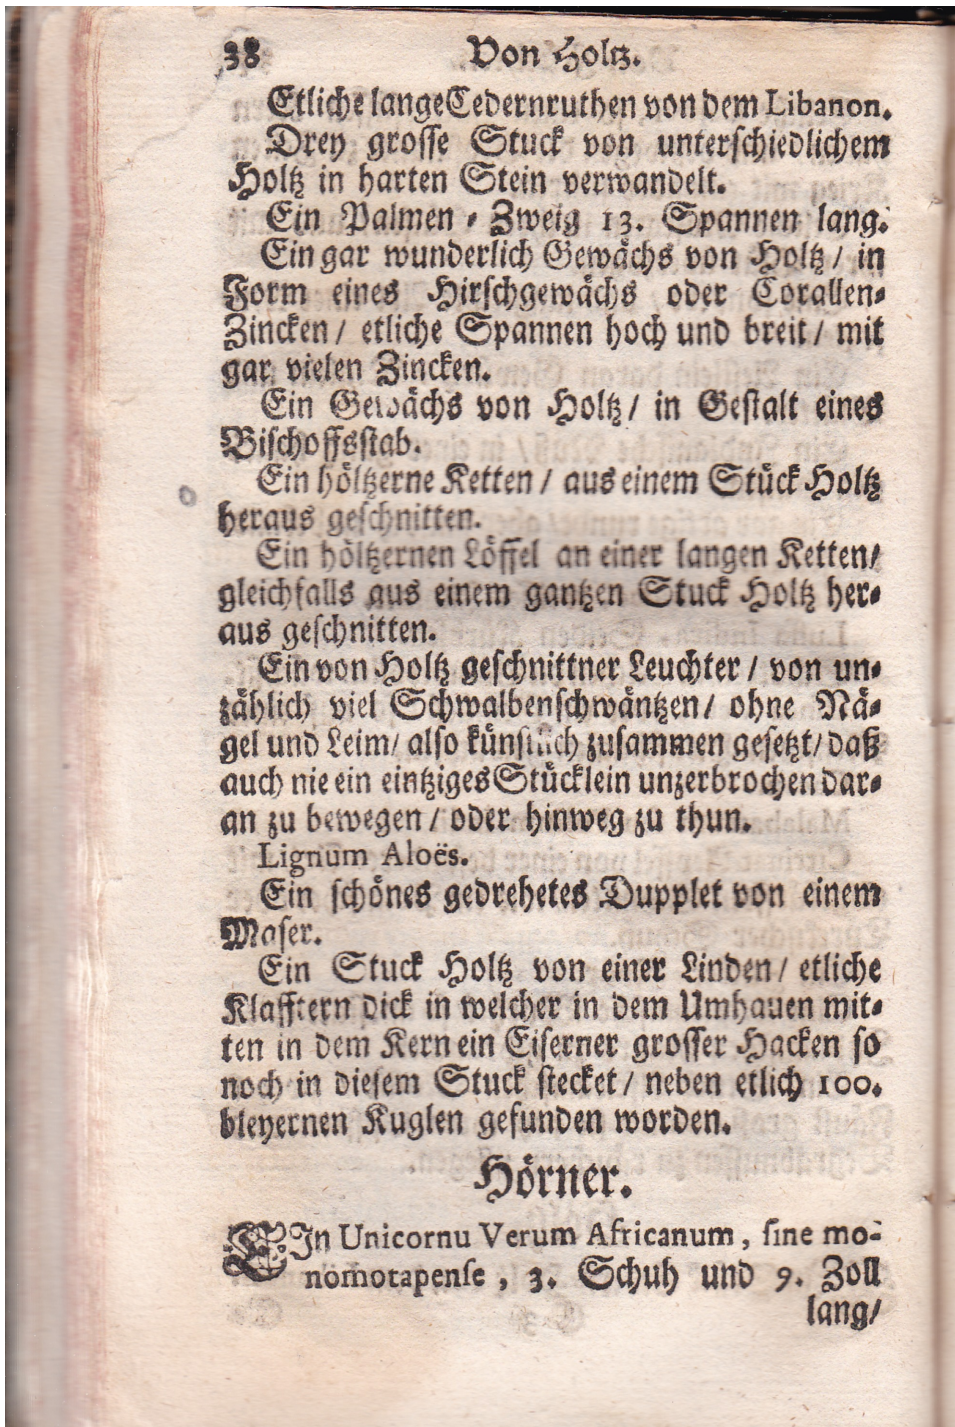 38 Von Holtz.
Etliche lange Cedernruthen von dem Libanon.
Drey grosse Stuck von unterschiedlichem
Holtz in harten Stein verwandelt.
Ein Palmen-Zweig 13. Spannen lang.
Ein gar wunderlich Gewächs von Holtz / in
Form eines Hirschgewächs oder Corallen-
Zincken / etliche Spannen hoch und breit / mit
gar vielen Zincken.
Ein Gewächs von Holtz / in Gestalt eines
Bischoffsstab.
Ein höltzerne Ketten / aus einem Stück Holtz
heraus geschnitten.
Ein höltzernen Löffel an einer langen Ketten /
gleichfalls aus einem gantzen Stuck Holtz her-
aus geschnitten.
Ein von Holtz geschnittner Leuchter / von un-
zählich viel Schwalbenschwäntzen / ohne Nä-
gel und Leim / also künstlich zusammen gesetzt / daß
auch nie ein eintziges Stücklein unzerbrochen dar-
an zu bewegen / oder hinweg zu thun.
Lignum Aloës.
Ein schönes gedrehetes Dupplet von einem
Maser.
Ein Stuck Holtz von einer Linden / etliche
Klafftern dick in welcher in dem Umhauen mit-
ten in dem Kern ein Eiserner grosser Hacken so
noch in diesem Stuck stecket / neben etlich 100.
bleyernen Kuglen gefunden worden.
Hörner.
EIn Unicornu Verum Africanum, sine mo-
nomotapense, 3. Schuh und 9. Zoll
lang /